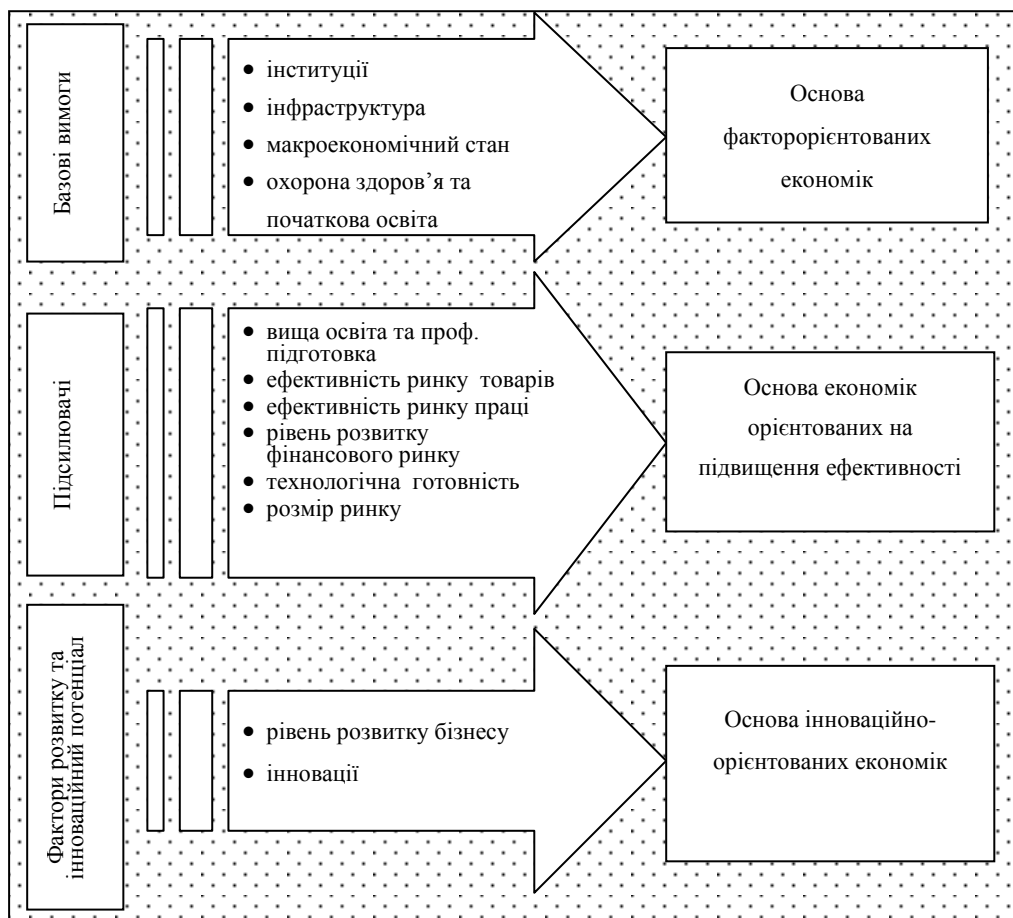 Базові вимоги
• інституції
• інфраструктура
• макроекономічний стан
• охорона здоров’я та
початкова освіта
Основа
факторорієнтованих
економік
Підсилювачі
• вища освіта та проф.
підготовка
• ефективність ринку товарів
• ефективність ринку праці
• рівень розвитку
фінансового ринку
• технологічна готовність
• розмір ринку
Основа економік
орієнтованих на
підвищення ефективності
Фактори розвитку та
інноваційний потенціал
• рівень розвитку бізнесу
• інновації
Основа інноваційно-
орієнтованих економік